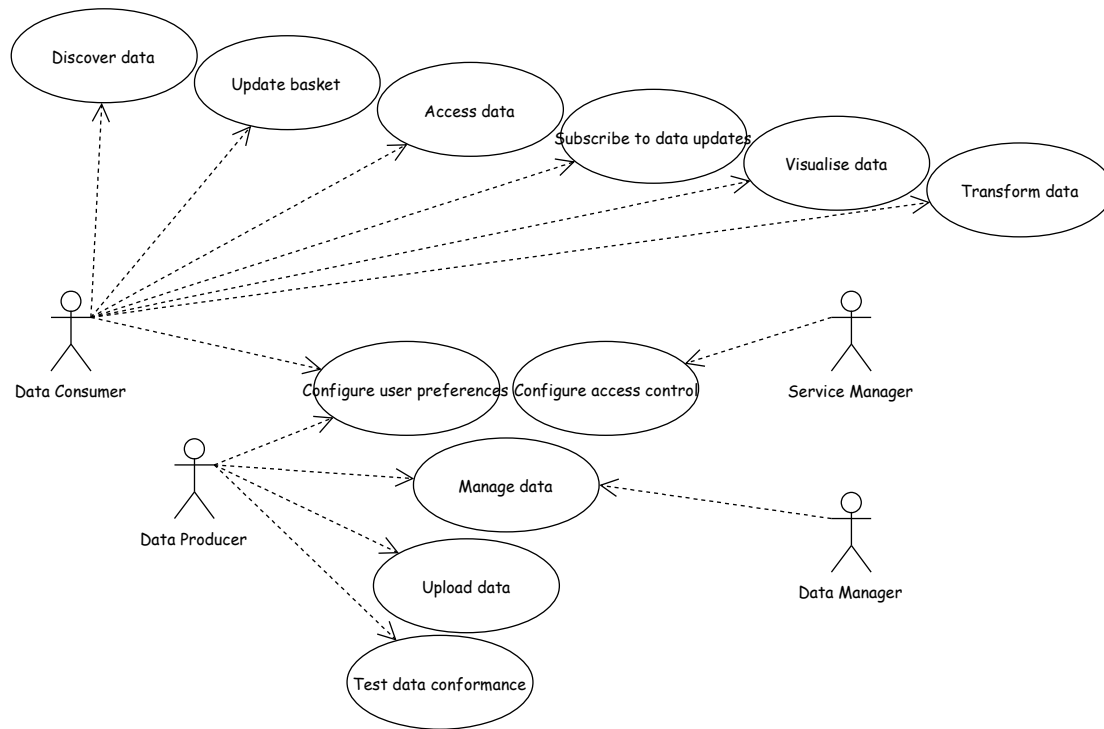 Discover data
Update basket
Access data
Subscribe to data updates
Visualise data
Transform data
Data Consumer
Configure user preferences
Configure access control
Service Manager
Data Producer
Manage data
Data Manager
Upload data
Test data conformance